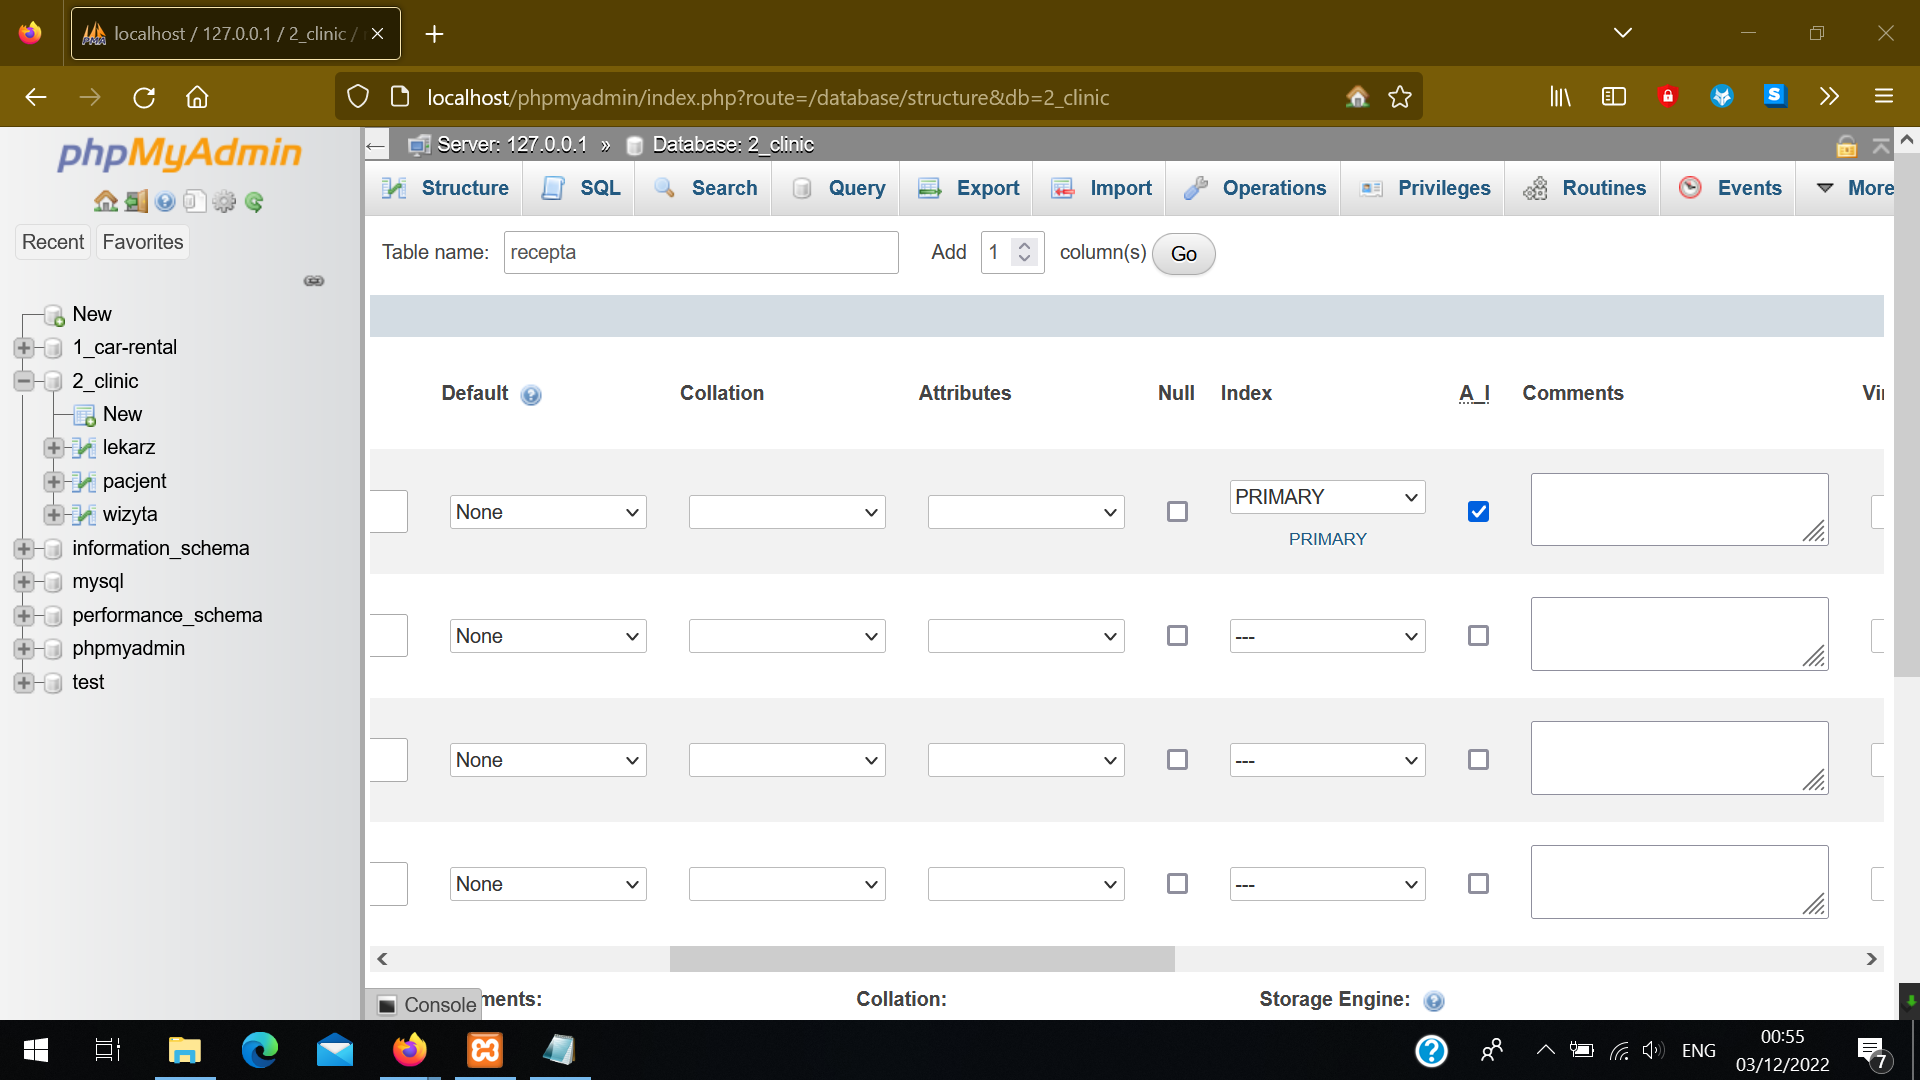 localhost / 127.0.0.1 / 2_clinic /
localhost/phpmyadmin/index.php?route=/database/structure&db=2_clinic
S
phpMyAdmin
Recent
Favorites
New
1_car-rental
2_clinic
New
lekarz
pacjent
wizyta
information_schema
mysql
performance_schema
phpmyadmin
test
Server: 127.0.0.1 » Database: 2_clinic
Structure
SQL
Search
Query
Export
Import
Operations
Privileges
Routines
Events
More
Table name: recepta Add 1 column(s) Go
Default Collation Attributes Null Index A_I Comments Vir
None PRIMARY
PRIMARY
None ---
None ---
None ---
Console ments: Collation: Storage Engine:
ENG
00:55
03/12/2022
7